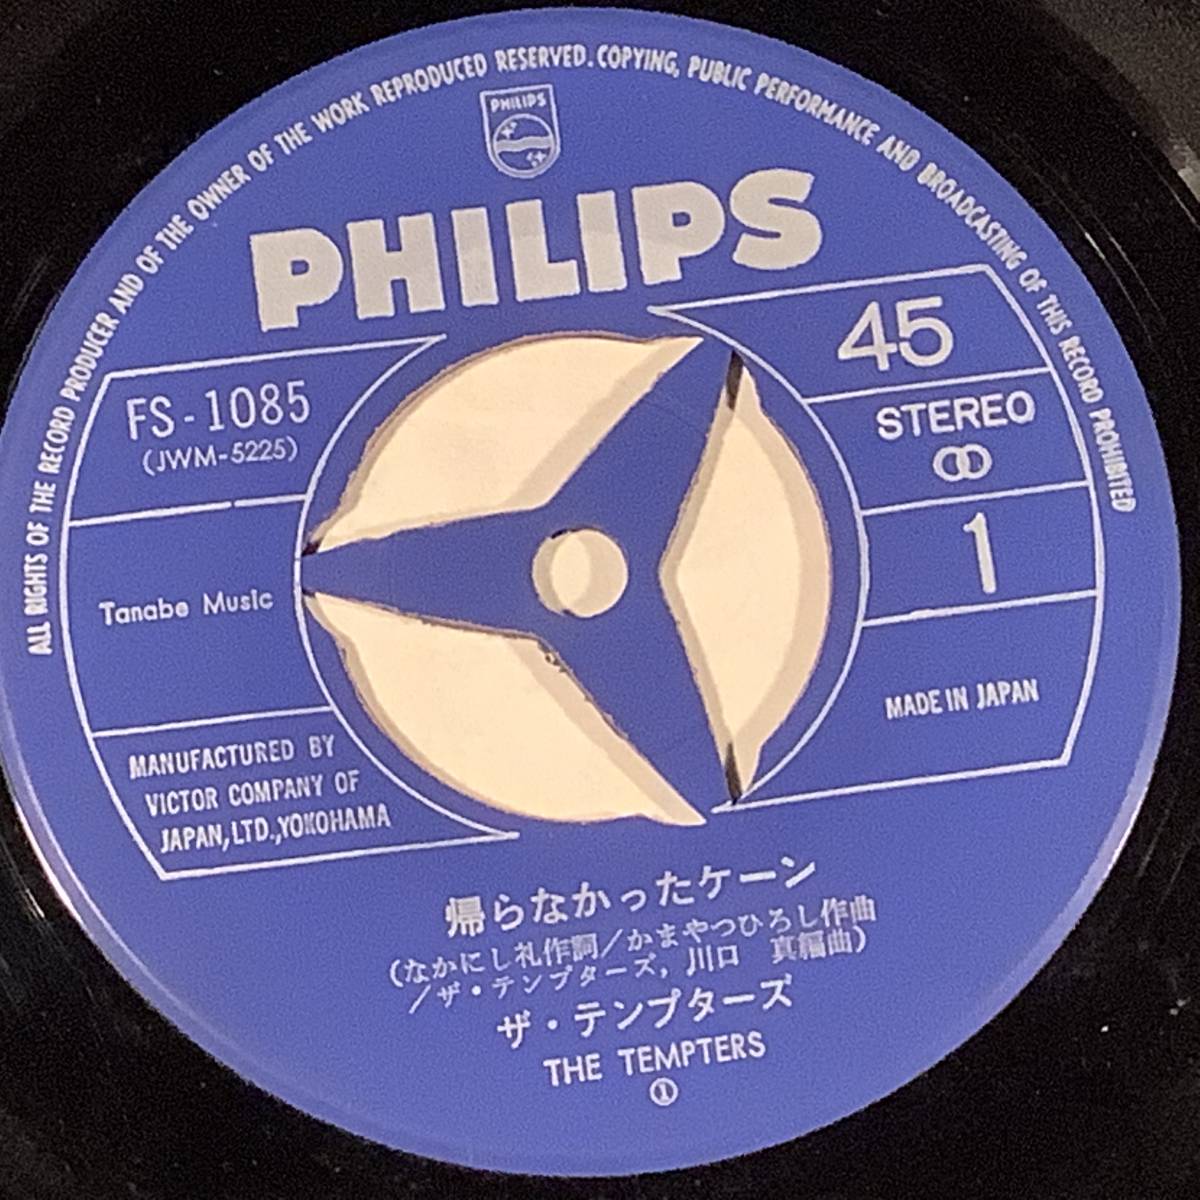 ALL RIGHTS OF THE RECORD PRODUCER AND OF THE OWNER OF THE WORK REPRODUCED RESERVED. COPYING, PUBLIC PERFORMANCE AND BROADCASTING OF THIS RECORD PROHIBITED
PHILIPS
PHILIPS
FS-1085
(JWM-5225)
45
STEREO
1
Tanabe Music
MADE IN JAPAN
MANUFACTURED BY
VICTOR COMPANY OF
JAPAN, LTD., YOKOHAMA
帰らなかったケーン
(なかにし礼作詞/かまやつひろし作曲
/ザ・テンプターズ, 川口 真編曲)
ザ・テンプターズ
THE TEMPTERS
①